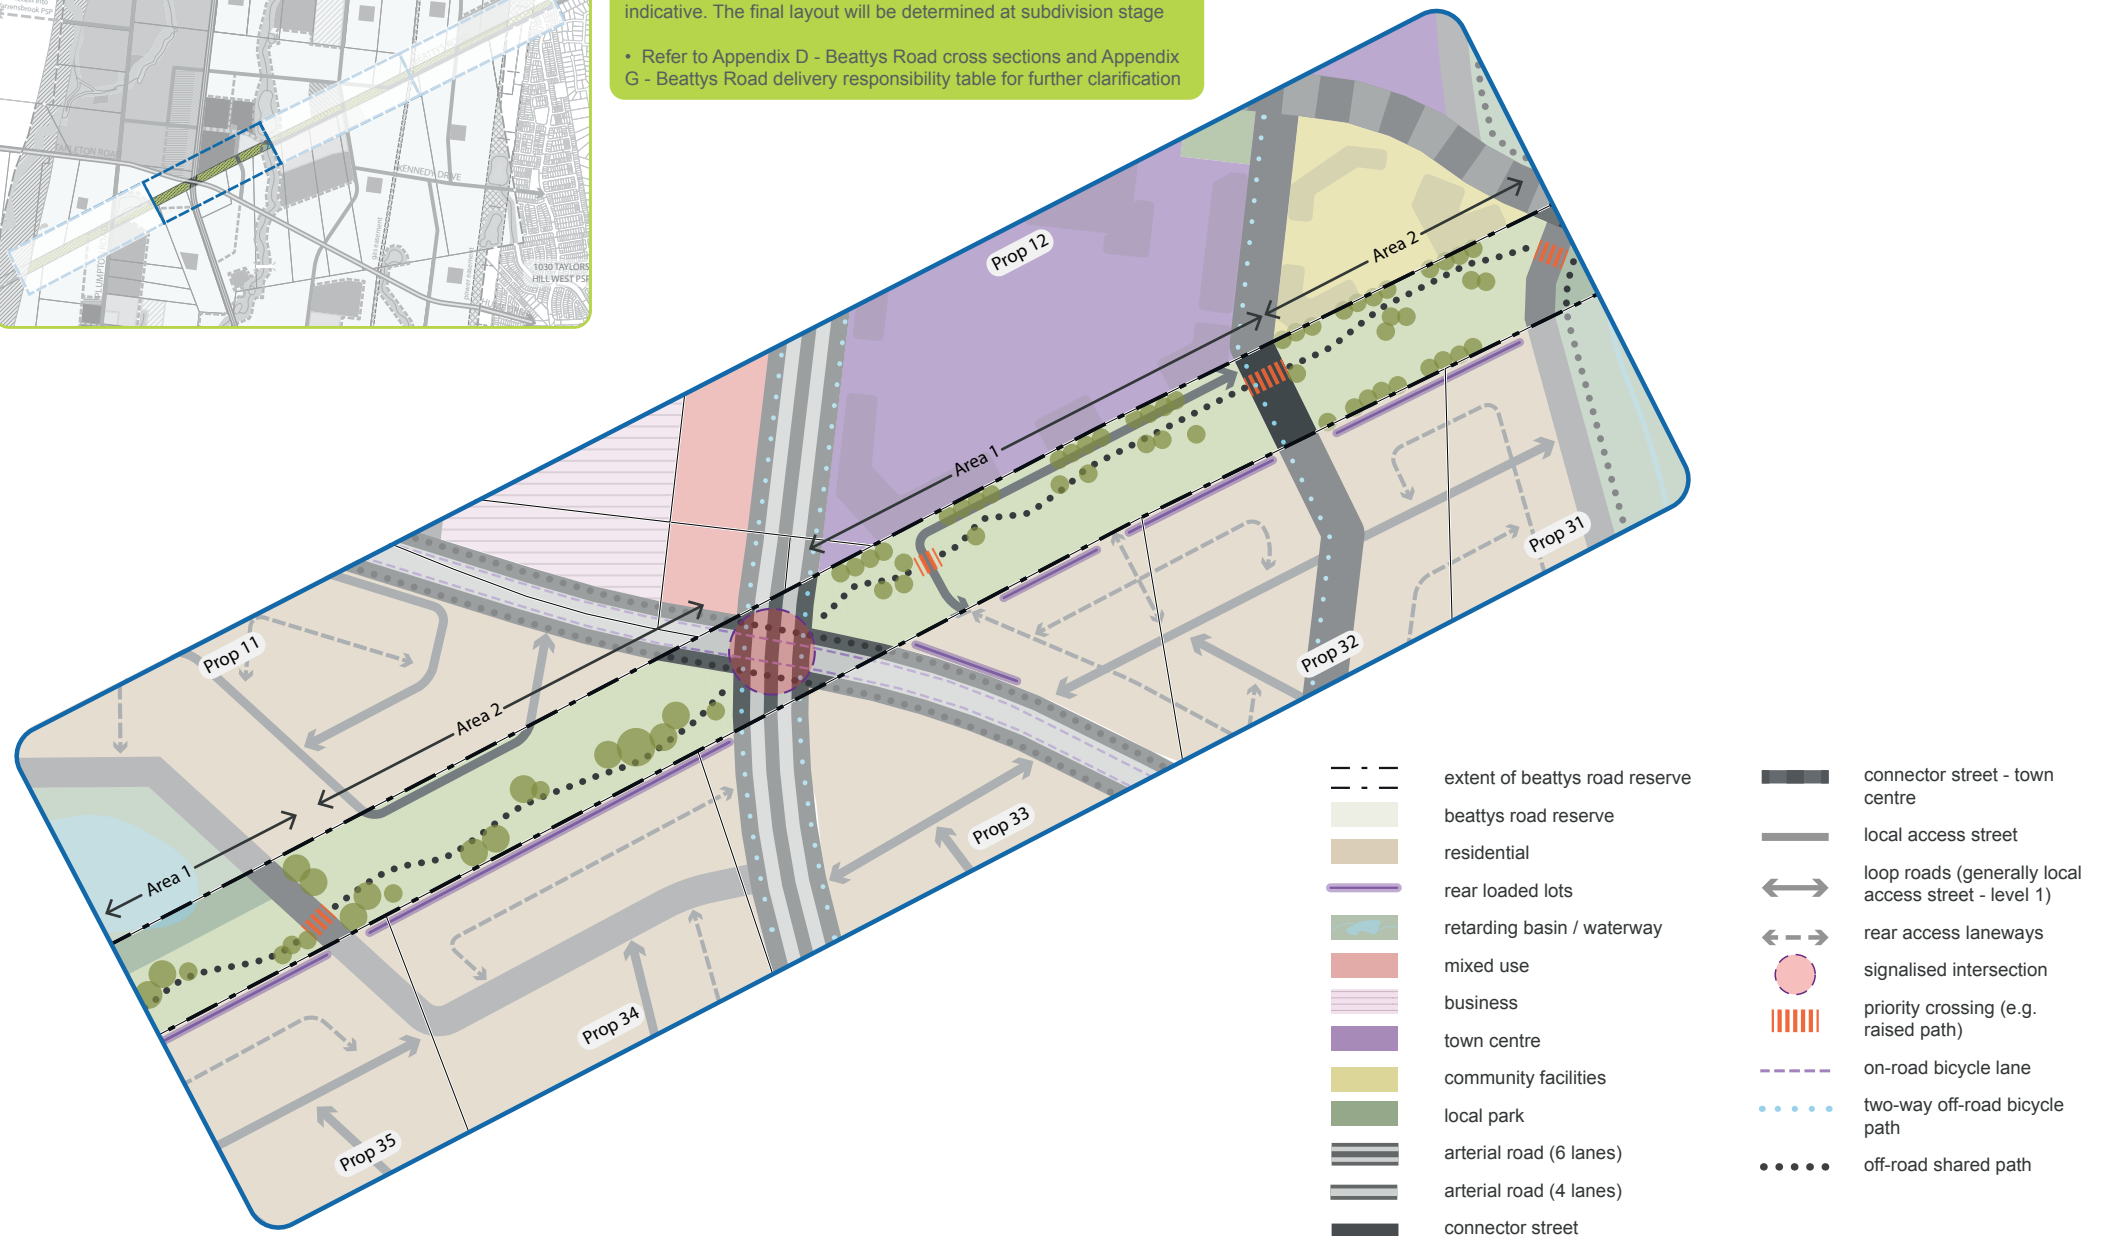 indicative. The final layout will be determined at subdivision stage
• Refer to Appendix D - Beattys Road cross sections and Appendix
G - Beattys Road delivery responsibility table for further clarification
TARLETON ROAD
KENNEDY DRIVE
1030 TAYLORS
HILL WEST PSP
Prop 12
Area 2
Area 1
Prop 11
Area 2
Area 1
Prop 31
Prop 32
Prop 33
Prop 34
Prop 35
extent of beattys road reserve
beattys road reserve
residential
rear loaded lots
retarding basin / waterway
mixed use
business
town centre
community facilities
local park
arterial road (6 lanes)
arterial road (4 lanes)
connector street
connector street - town
centre
local access street
loop roads (generally local
access street - level 1)
rear access laneways
signalised intersection
priority crossing (e.g.
raised path)
on-road bicycle lane
two-way off-road bicycle
path
off-road shared path